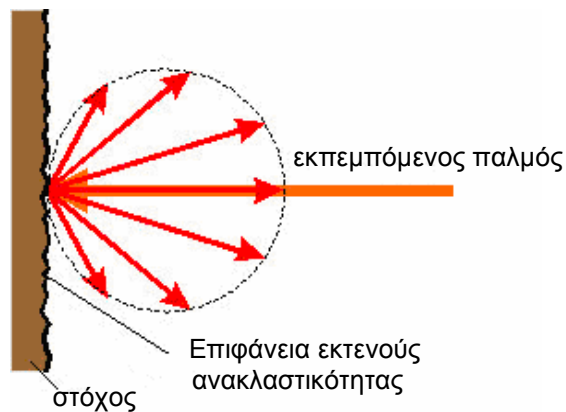 εκπεμπόμενος παλμός
Επιφάνεια εκτενούς
ανακλαστικότητας
στόχος